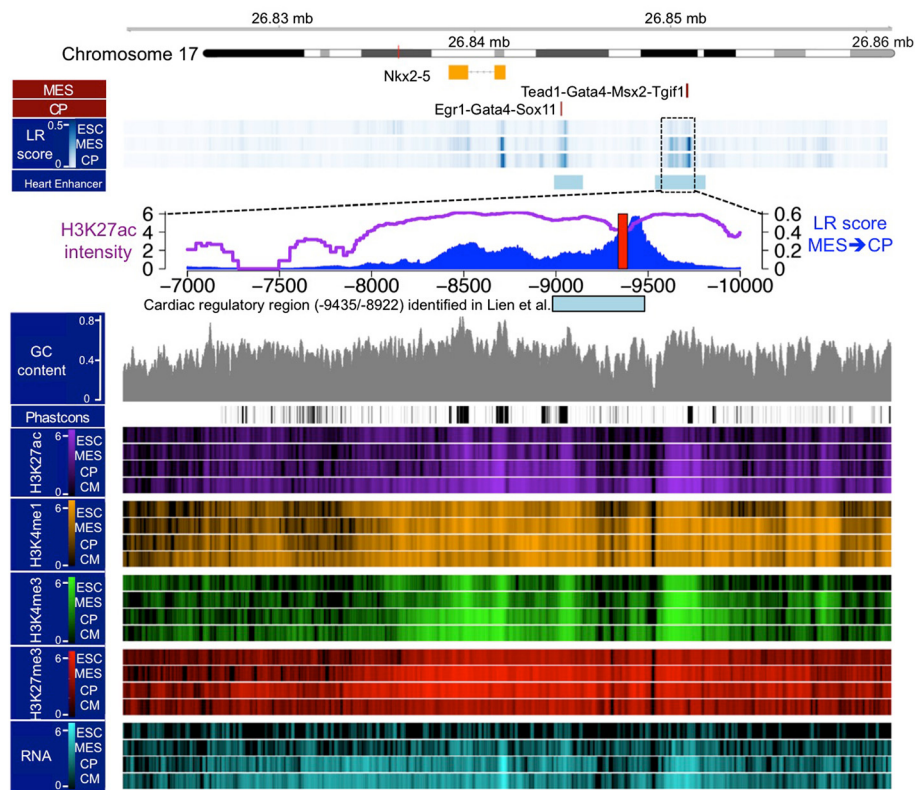 26.83 mb 26.85 mb
26.84 mb 26.86 mb
Chromosome 17
Nkx2-5
MES
Tead1-Gata4-Msx2-Tgif1
CP
Egr1-Gata4-Sox11
LR score 0.5 0 ESC MES CP
Heart Enhancer
H3K27ac intensity
6 4 2 0
0.6 0.4 0.2 0
LR score MES➔CP
-7000 -7500 -8000 -8500 -9000 -9500 -10000
Cardiac regulatory region (-9435/-8922) identified in Lien et al.
GC content
0.8 0.4 0
Phastcons
H3K27ac 6 0 ESC MES CP CM
H3K4me1 6 0 ESC MES CP CM
H3K4me3 6 0 ESC MES CP CM
H3K27me3 6 0 ESC MES CP CM
RNA 6 0 ESC MES CP CM